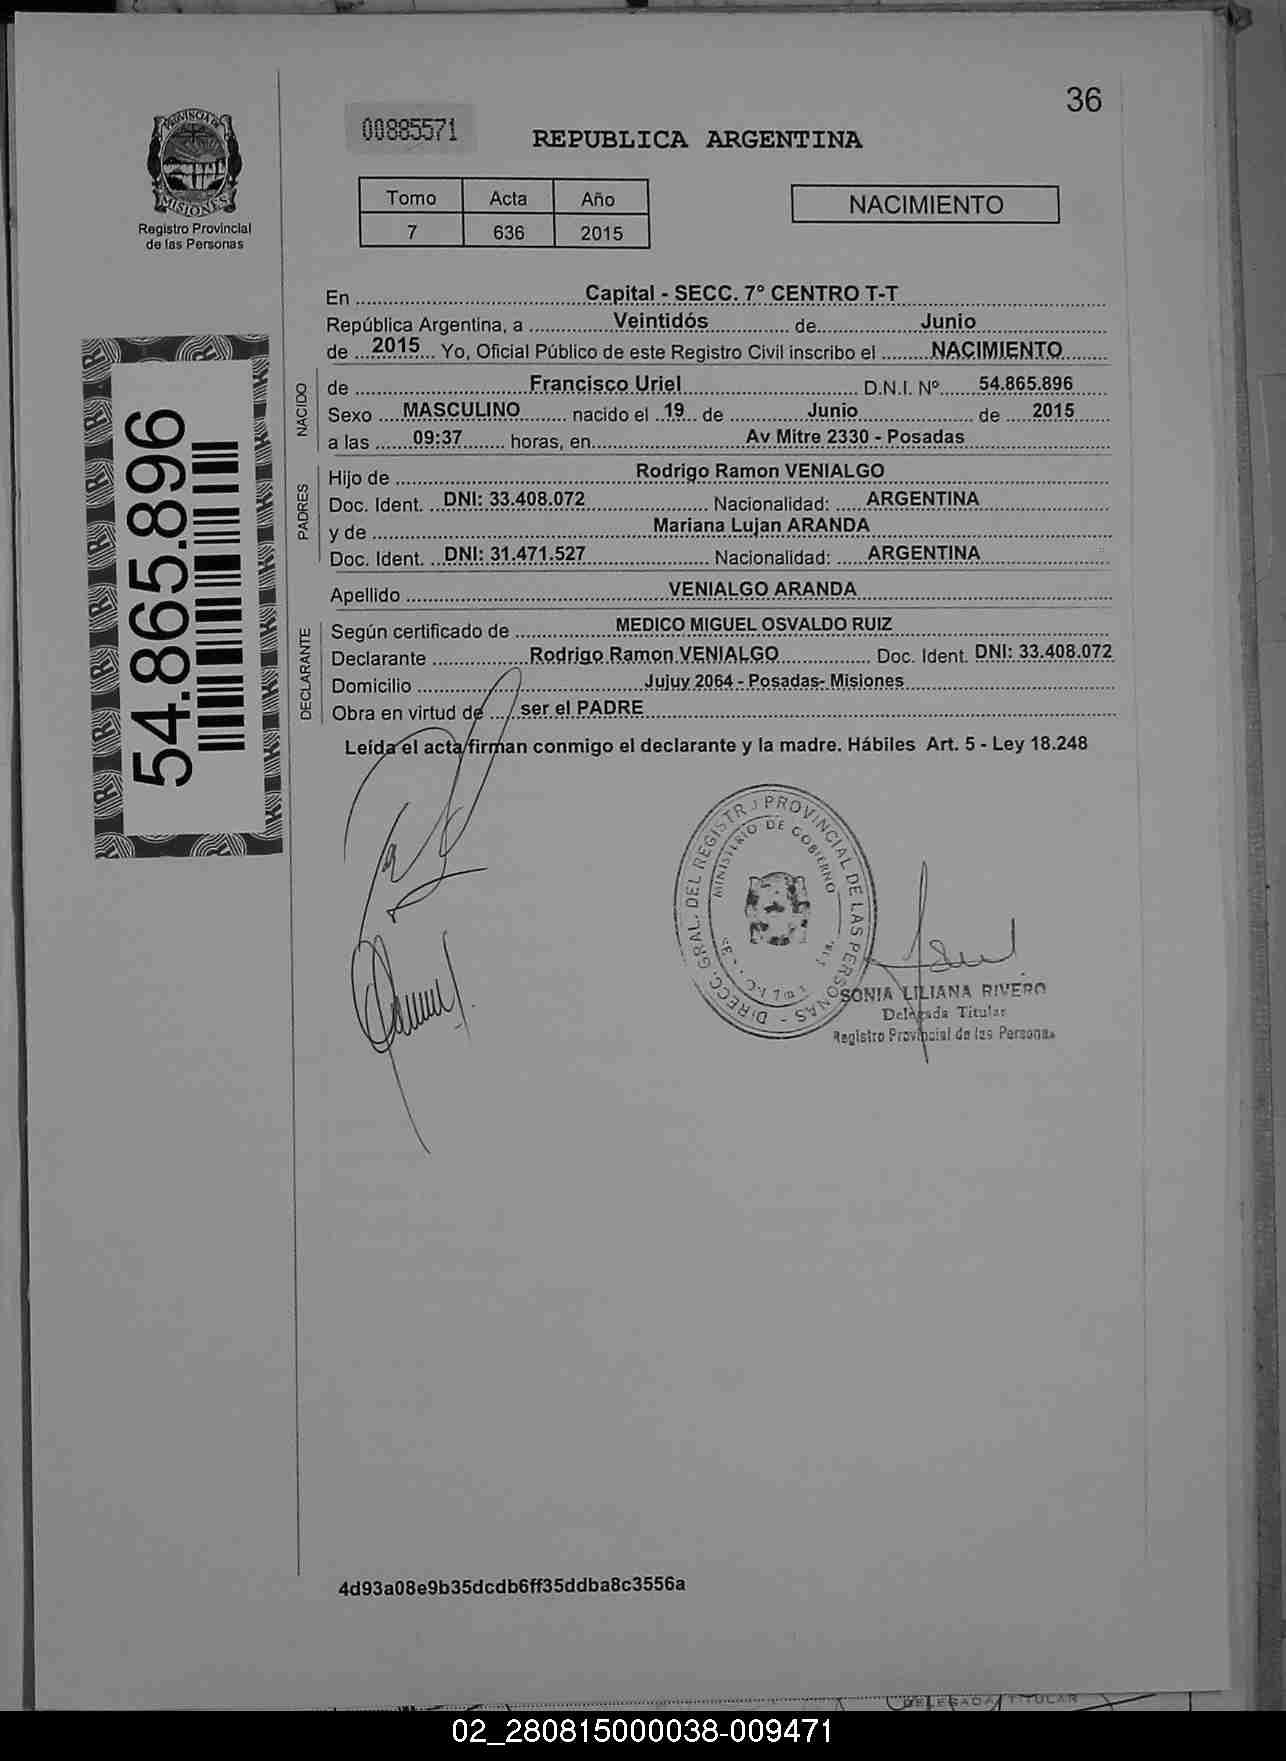 36
PROVINCIA DE
MISIONES
Registro Provincial
de las Personas
00885571
REPUBLICA ARGENTINA
Tomo Acta Año
7 636 2015
NACIMIENTO
En Capital - SECC. 7° CENTRO T-T
República Argentina, a Veintidós de Junio
de 2015 Yo, Oficial Público de este Registro Civil inscribo el NACIMIENTO
NACIDO
de Francisco Uriel D.N.I. Nº 54.865.896
Sexo MASCULINO nacido el 19 de Junio de 2015
a las 09:37 horas, en Av Mitre 2330 - Posadas
PADRES
Hijo de Rodrigo Ramon VENIALGO
Doc. Ident. DNI: 33.408.072 Nacionalidad: ARGENTINA
y de Mariana Lujan ARANDA
Doc. Ident. DNI: 31.471.527 Nacionalidad: ARGENTINA
Apellido VENIALGO ARANDA
DECLARANTE
Según certificado de MEDICO MIGUEL OSVALDO RUIZ
Declarante Rodrigo Ramon VENIALGO Doc. Ident. DNI: 33.408.072
Domicilio Jujuy 2064 - Posadas- Misiones
Obra en virtud de ser el PADRE
Leída el acta firman conmigo el declarante y la madre. Hábiles Art. 5 - Ley 18.248
54.865.896
DIRECC. GRAL. DEL REGISTRO PROVINCIAL DE LAS PERSONAS -
MINISTERIO DE GOBIERNO
SONIA LILIANA RIVERO
Delegada Titular
Registro Provincial de las Personas
4d93a08e9b35dcdb6ff35ddba8c3556a
DELEGADA TITULAR
02_280815000038-009471